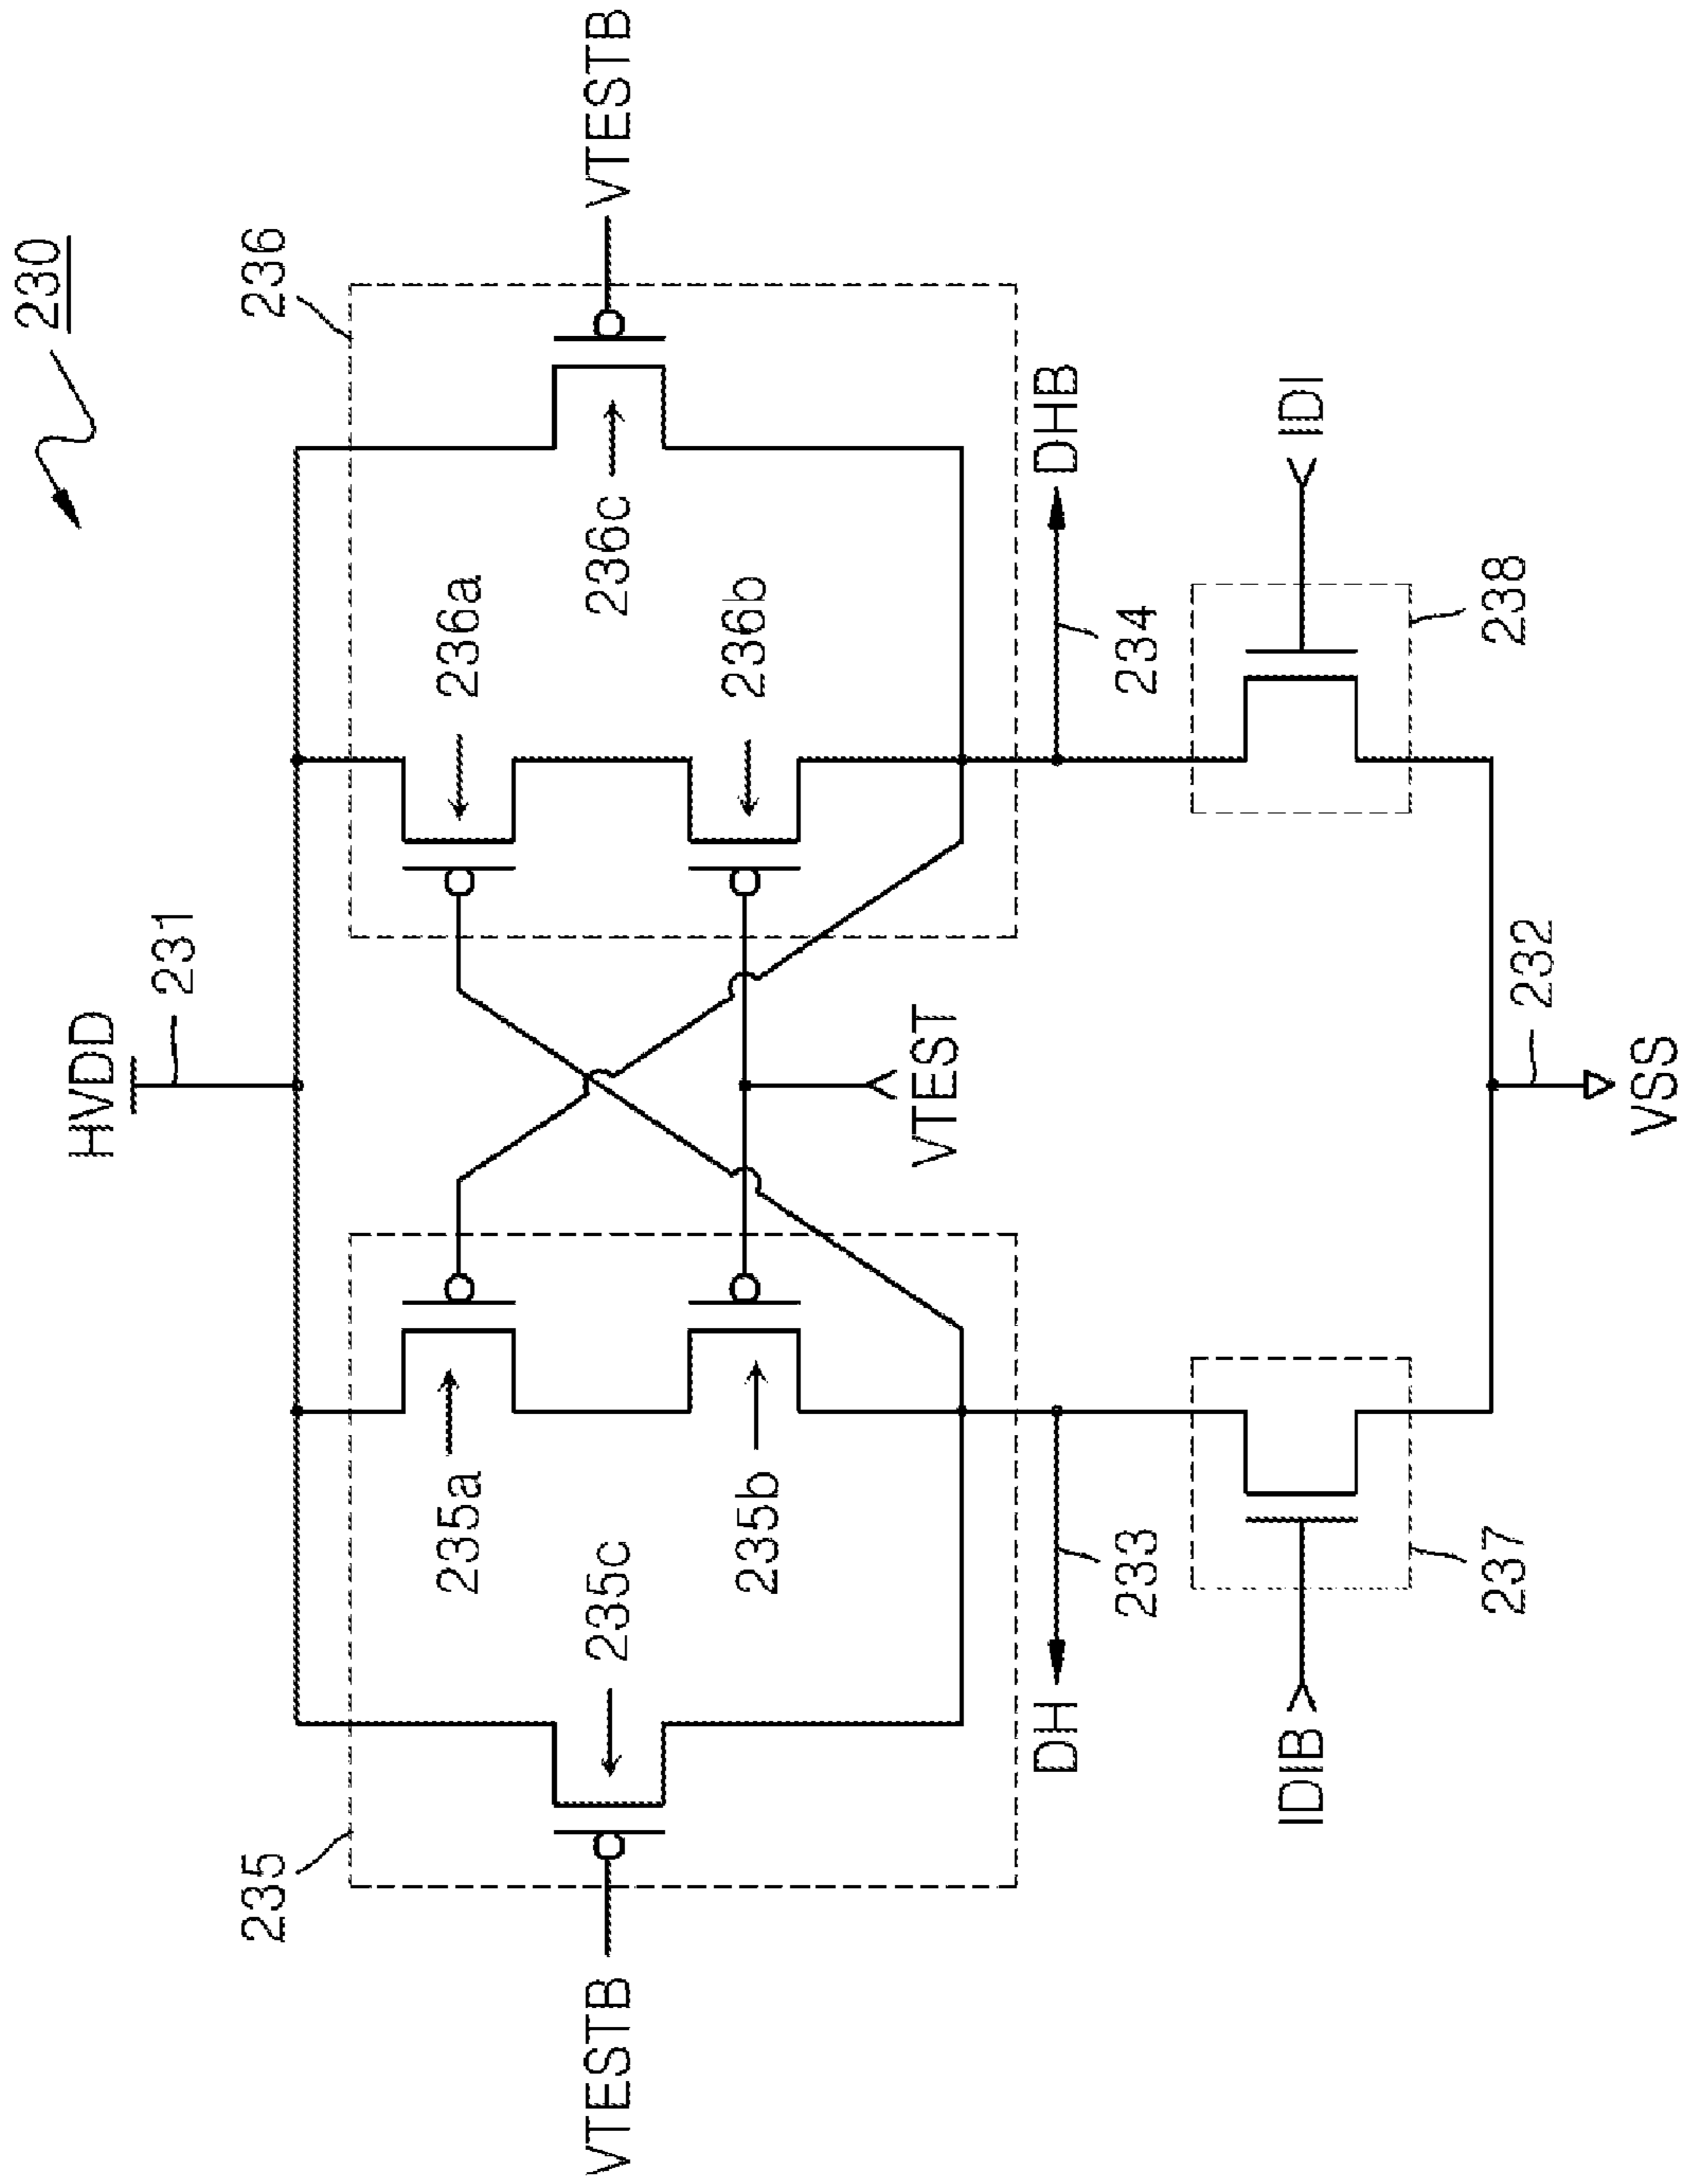 230
HVDD
231
235
236
235a
236a
VTESTB
235c
236c
VTESTB
235b
236b
VTEST
DH
DHB
233
234
IDIB
IDI
237
238
232
VSS